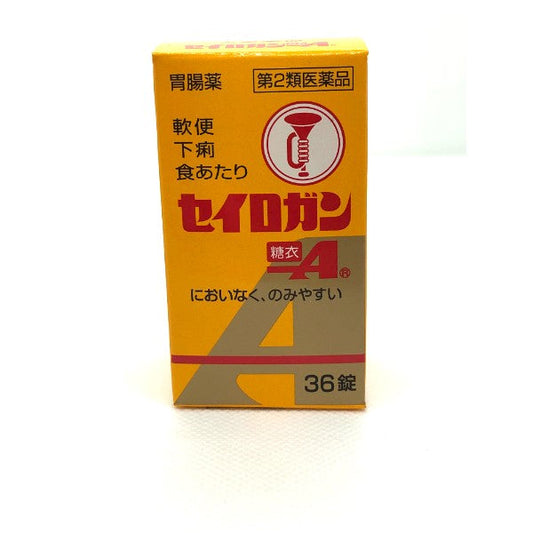 胃腸薬
第2類医薬品
軟便
下痢
食あたり
セイロガン
糖衣
A®
においなく、のみやすい
A
36錠